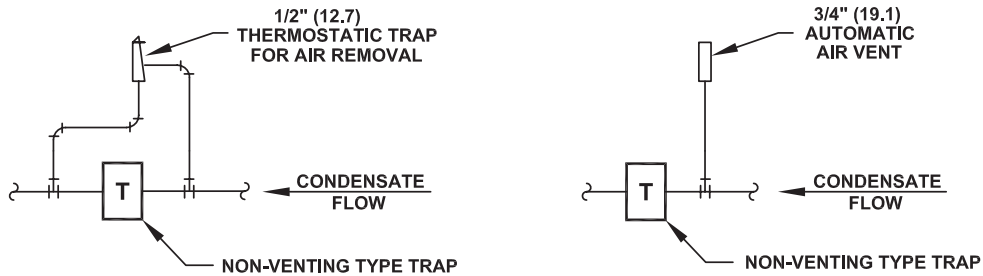 1/2" (12.7)
THERMOSTATIC TRAP
FOR AIR REMOVAL
T
CONDENSATE
FLOW
NON-VENTING TYPE TRAP
3/4" (19.1)
AUTOMATIC
AIR VENT
T
CONDENSATE
FLOW
NON-VENTING TYPE TRAP